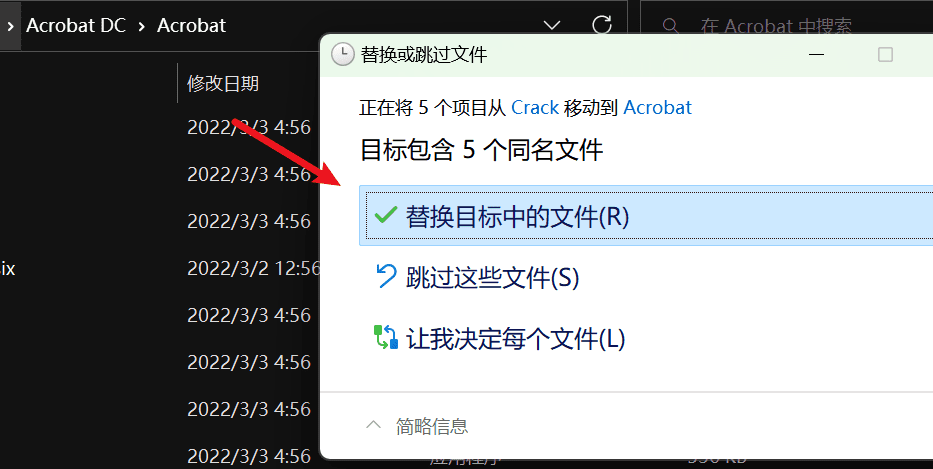 Acrobat DC › Acrobat
在 Acrobat 中搜索
替换或跳过文件
修改日期
正在将 5 个项目从 Crack 移动到 Acrobat
2022/3/3 4:56
目标包含 5 个同名文件
2022/3/3 4:56
替换目标中的文件(R)
2022/3/3 4:56
ix
2022/3/2 12:56
跳过这些文件(S)
2022/3/3 4:56
让我决定每个文件(L)
2022/3/3 4:56
2022/3/3 4:56
简略信息
2022/3/3 4:56